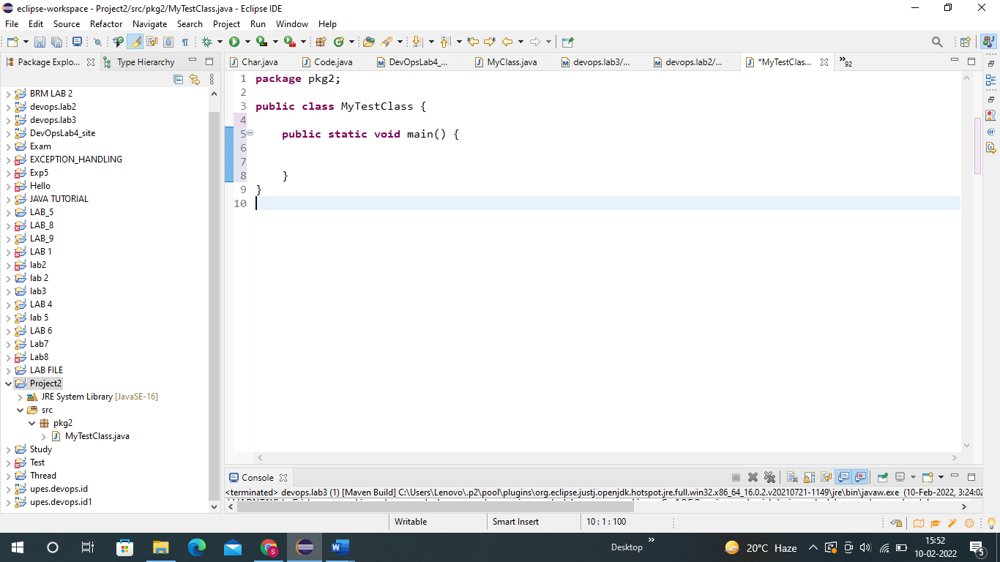 eclipse-workspace - Project2/src/pkg2/MyTestClass.java - Eclipse IDE
File Edit Source Refactor Navigate Search Project Run Window Help
Package Explo... Type Hierarchy
BRM LAB 2
devops.lab2
devops.lab3
DevOpsLab4_site
Exam
EXCEPTION_HANDLING
Exp5
Hello
JAVA TUTORIAL
LAB_5
LAB_8
LAB_9
LAB 1
lab2
lab 2
lab3
LAB 4
lab 5
LAB 6
Lab7
Lab8
LAB FILE
Project2
JRE System Library [JavaSE-16]
src
pkg2
MyTestClass.java
Study
Test
Thread
upes.devops.id
upes.devops.id1
Char.java Code.java DevOpsLab4_... MyClass.java devops.lab3/... devops.lab2/... *MyTestClas... »92
1 package pkg2;
2
3 public class MyTestClass {
4
5 public static void main() {
6
7
8 }
9 }
10
Console
<terminated> devops.lab3 (1) [Maven Build] C:\Users\Lenovo\.p2\pool\plugins\org.eclipse.justj.openjdk.hotspot.jre.full.win32.x86_64_16.0.2.v20210721-1149\jre\bin\javaw.exe (10-Feb-2022, 3:24:02
Writable Smart Insert 10 : 1 : 100
Desktop » 20°C Haze 15:52
10-02-2022 5